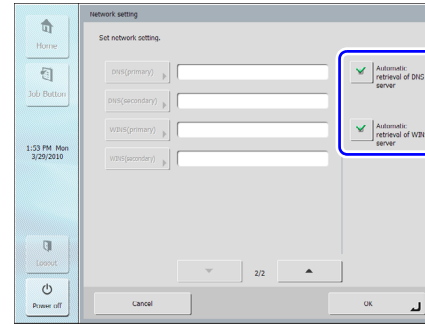 Network setting
Set network setting.
Home
Job Button
1:53 PM Mon
3/29/2010
Logout
Power off
DNS(primary)
DNS(secondary)
WINS(primary)
WINS(secondary)
Automatic
retrieval of DNS
server
Automatic
retrieval of WIN
server
2/2
Cancel
OK